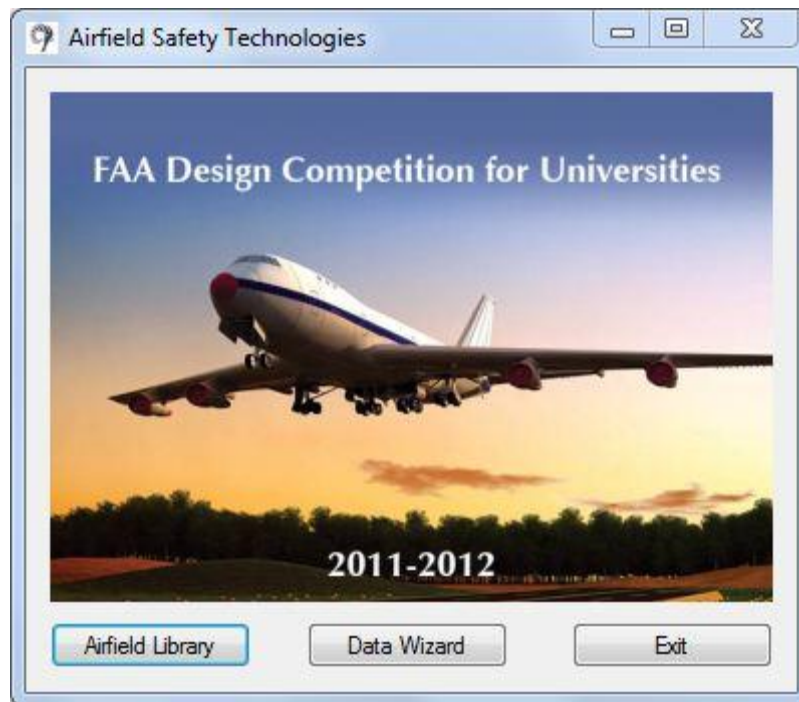 Airfield Safety Technologies
FAA Design Competition for Universities
2011-2012
Airfield Library
Data Wizard
Exit